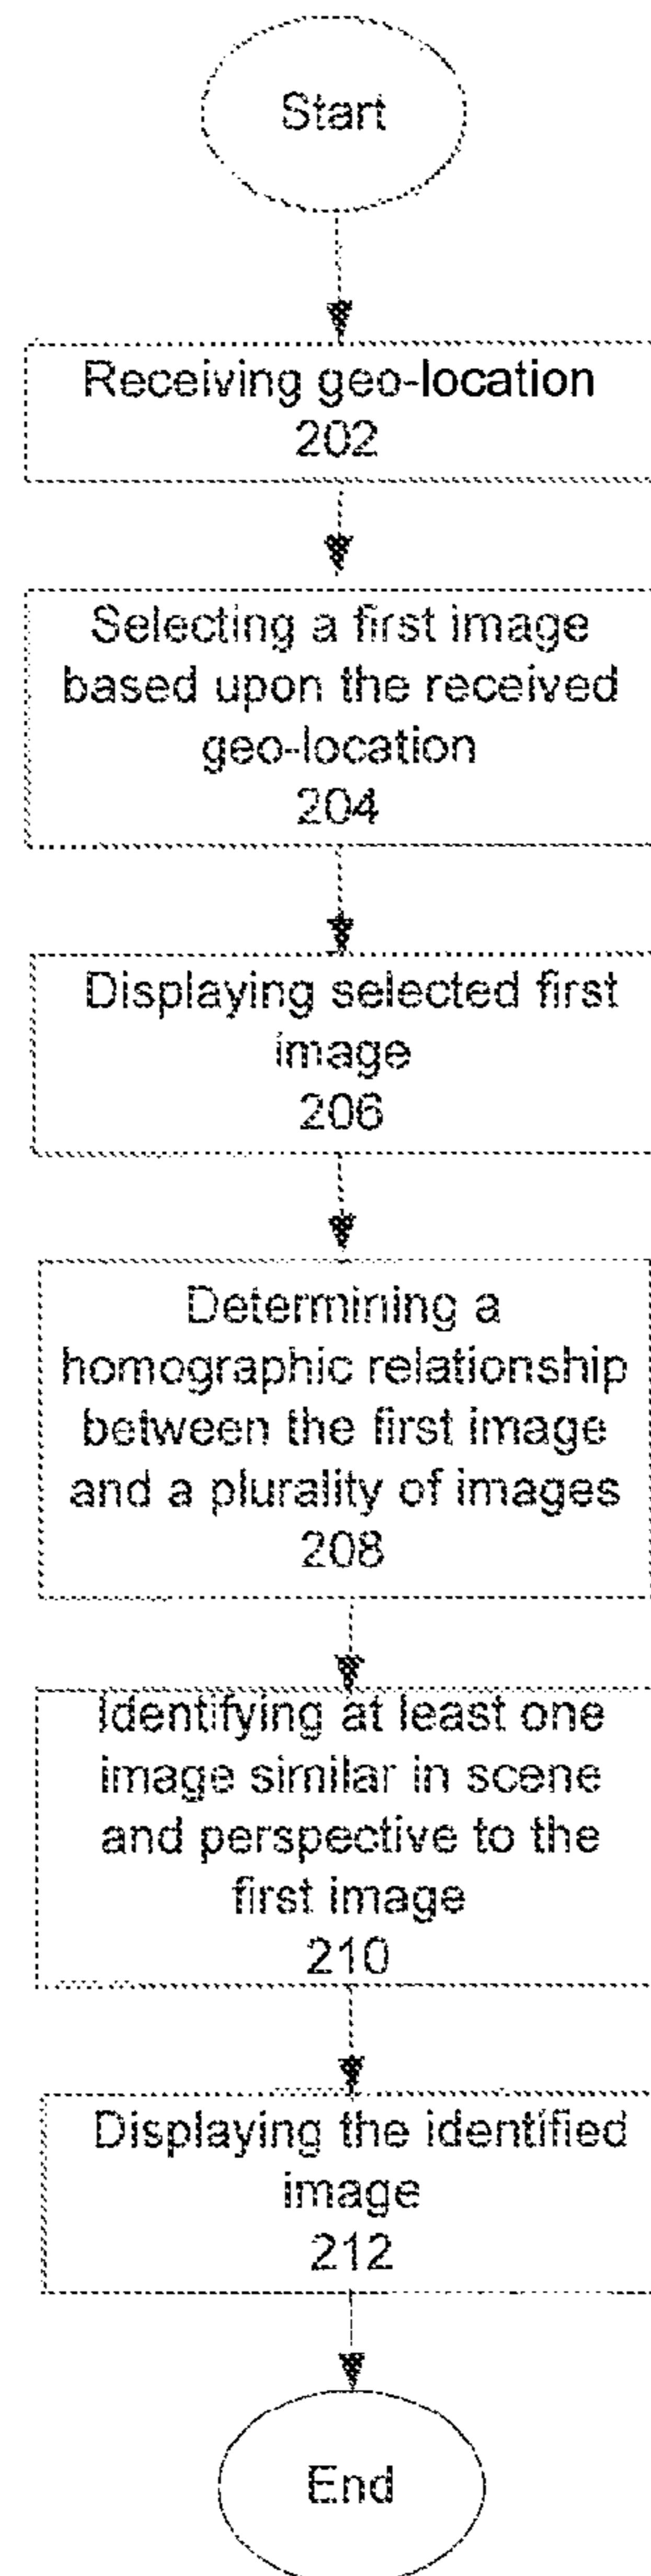 Start
Receiving geo-location
202
Selecting a first image
based upon the received
geo-location
204
Displaying selected first
image
206
Determining a
homographic relationship
between the first image
and a plurality of images
208
Identifying at least one
image similar in scene
and perspective to the
first image
210
Displaying the identified
image
212
End